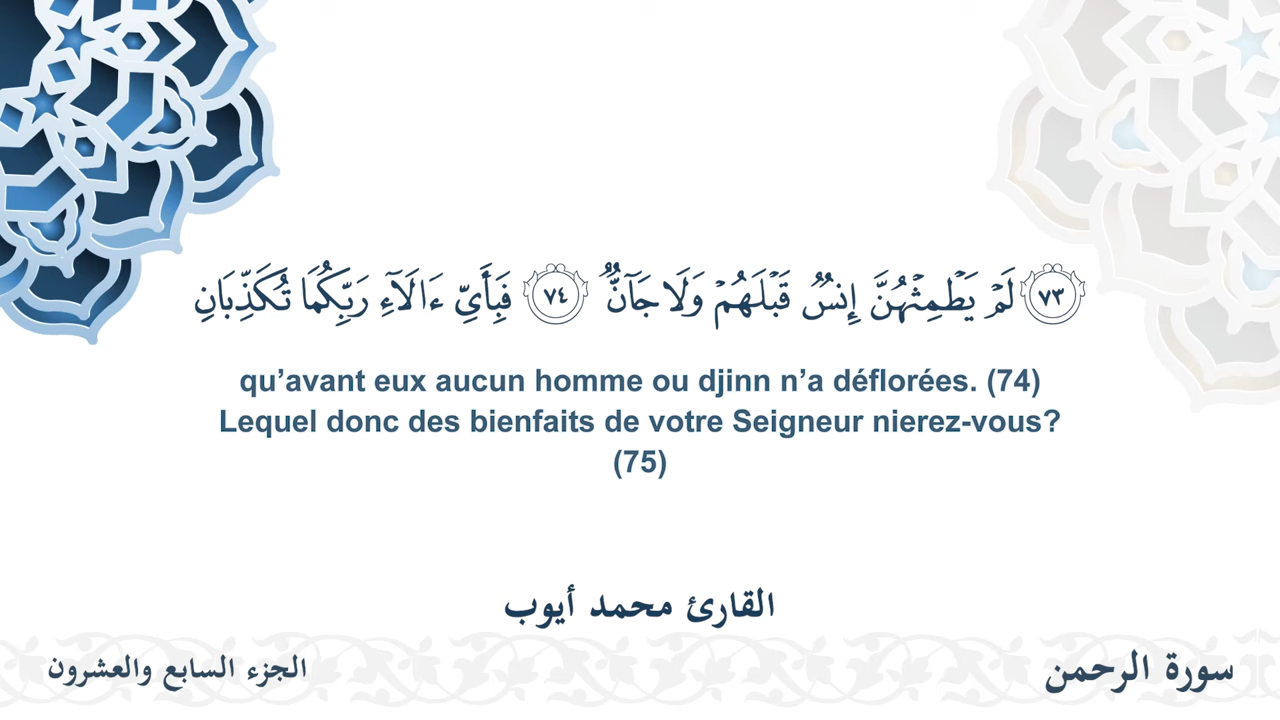 ٧٣ لَمْ يَطْمِثْهُنَّ إِنسٌ قَبْلَهُمْ وَلَا جَآنٌّ ٧٤ فَبِأَىِّ ءَالَآءِ رَبِّكُمَا تُكَذِّبَانِ
qu’avant eux aucun homme ou djinn n’a déflorées. (74)
Lequel donc des bienfaits de votre Seigneur nierez-vous?
(75)
القارئ محمد أيوب
سورة الرحمن
الجزء السابع والعشرون